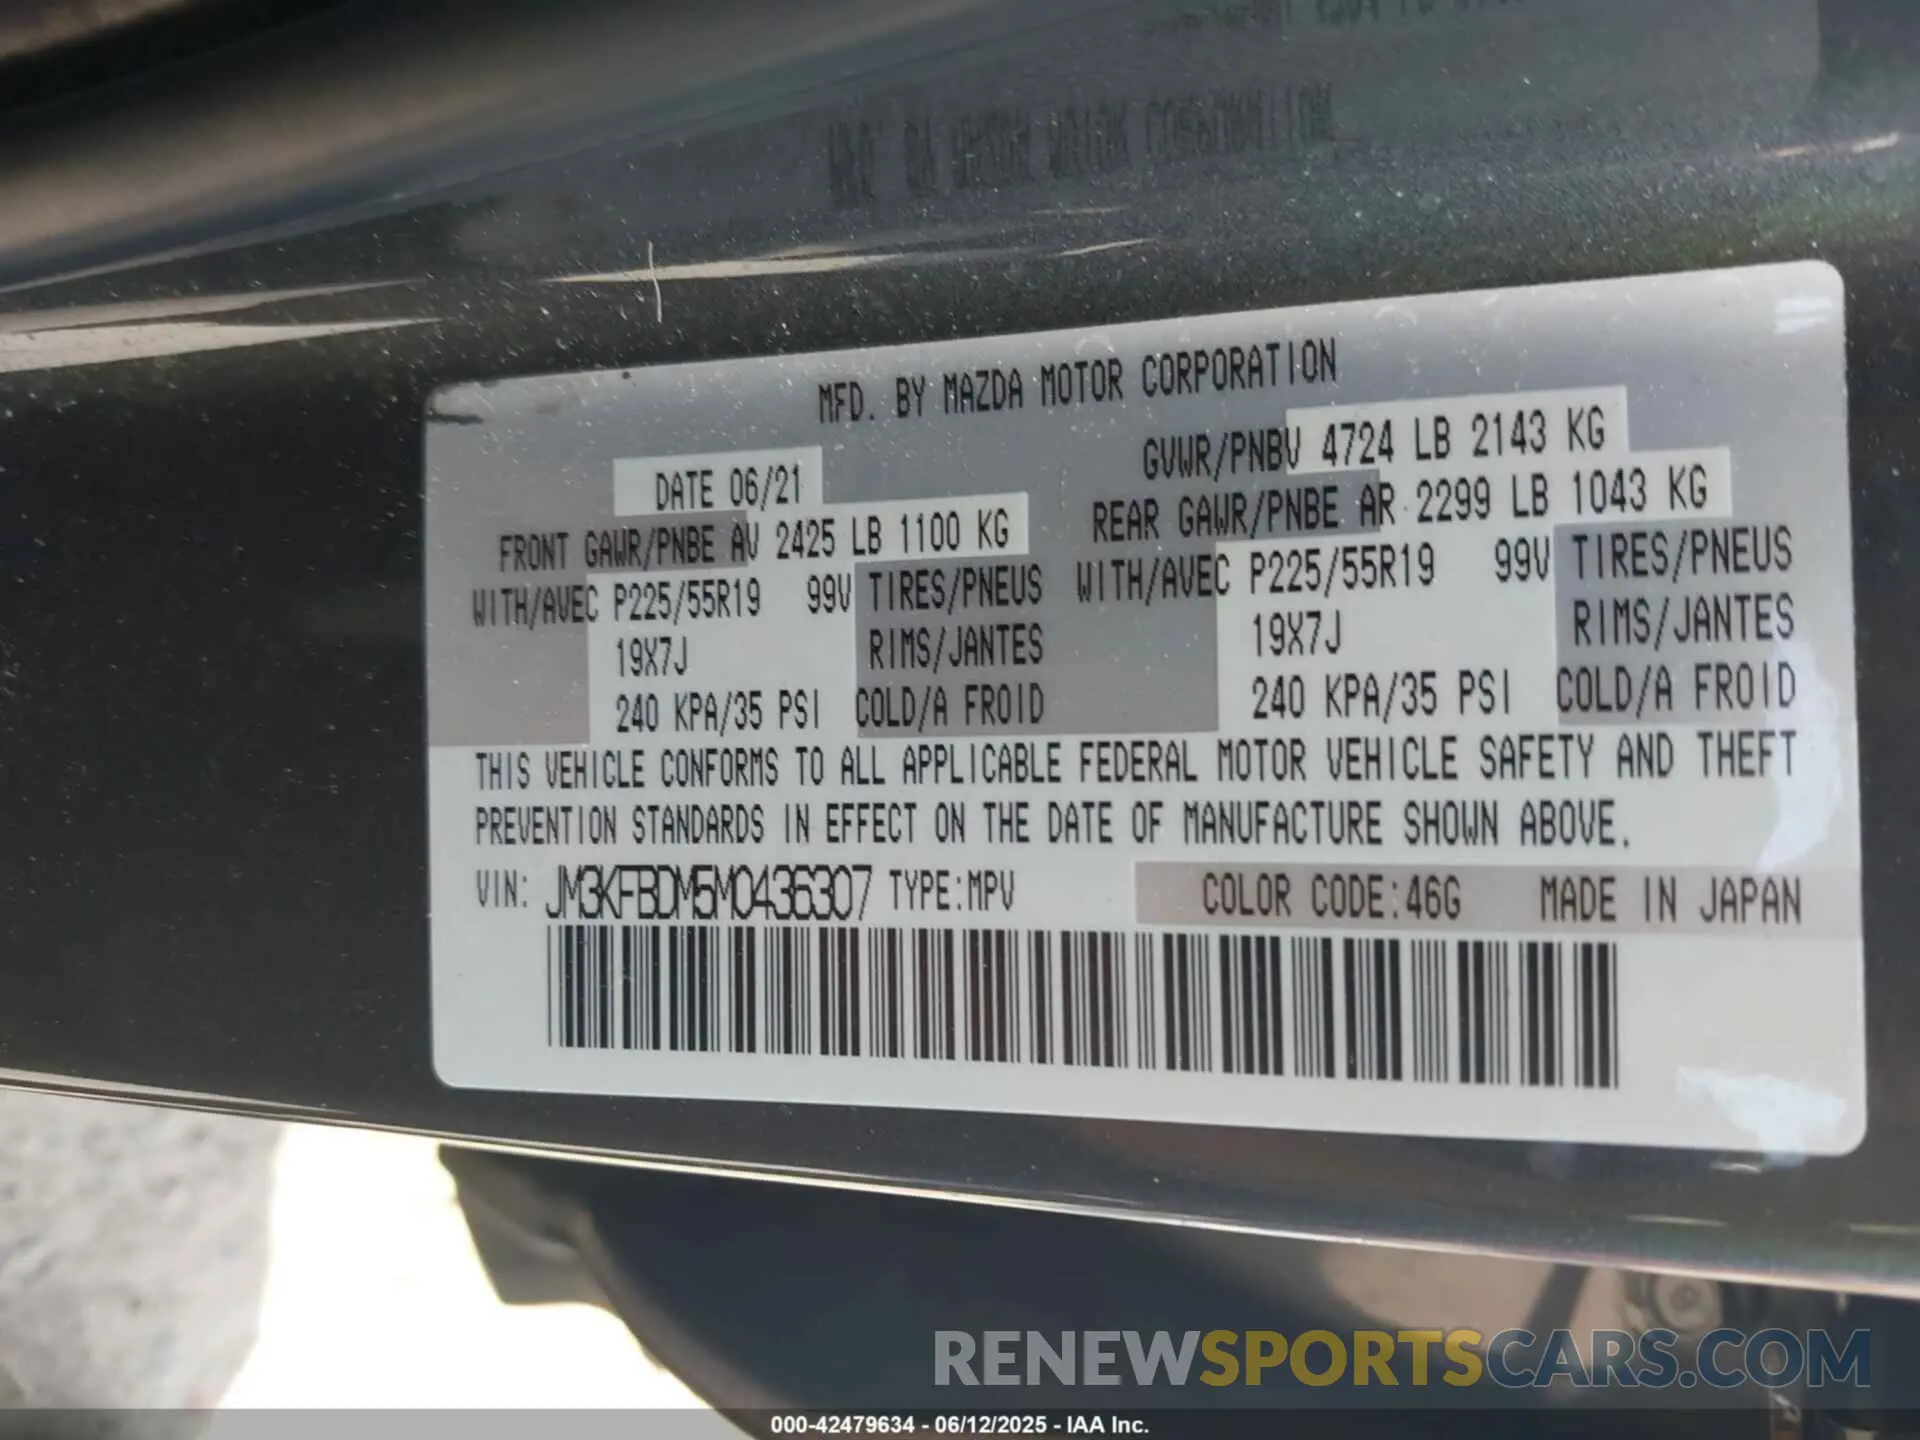 MFD. BY MAZDA MOTOR CORPORATION
DATE 06/21
GVWR/PNBV 4724 LB 2143 KG
FRONT GAWR/PNBE AV 2425 LB 1100 KG
REAR GAWR/PNBE AR 2299 LB 1043 KG
WITH/AVEC P225/55R19 99V TIRES/PNEUS WITH/AVEC P225/55R19 99V TIRES/PNEUS
19X7J RIMS/JANTES 19X7J RIMS/JANTES
240 KPA/35 PSI COLD/A FROID 240 KPA/35 PSI COLD/A FROID
THIS VEHICLE CONFORMS TO ALL APPLICABLE FEDERAL MOTOR VEHICLE SAFETY AND THEFT
PREVENTION STANDARDS IN EFFECT ON THE DATE OF MANUFACTURE SHOWN ABOVE.
VIN: JM3KFBDM5M0436307 TYPE:MPV COLOR CODE:46G MADE IN JAPAN
RENEWSPORTSCARS.COM
000-42479634 - 06/12/2025 - IAA Inc.